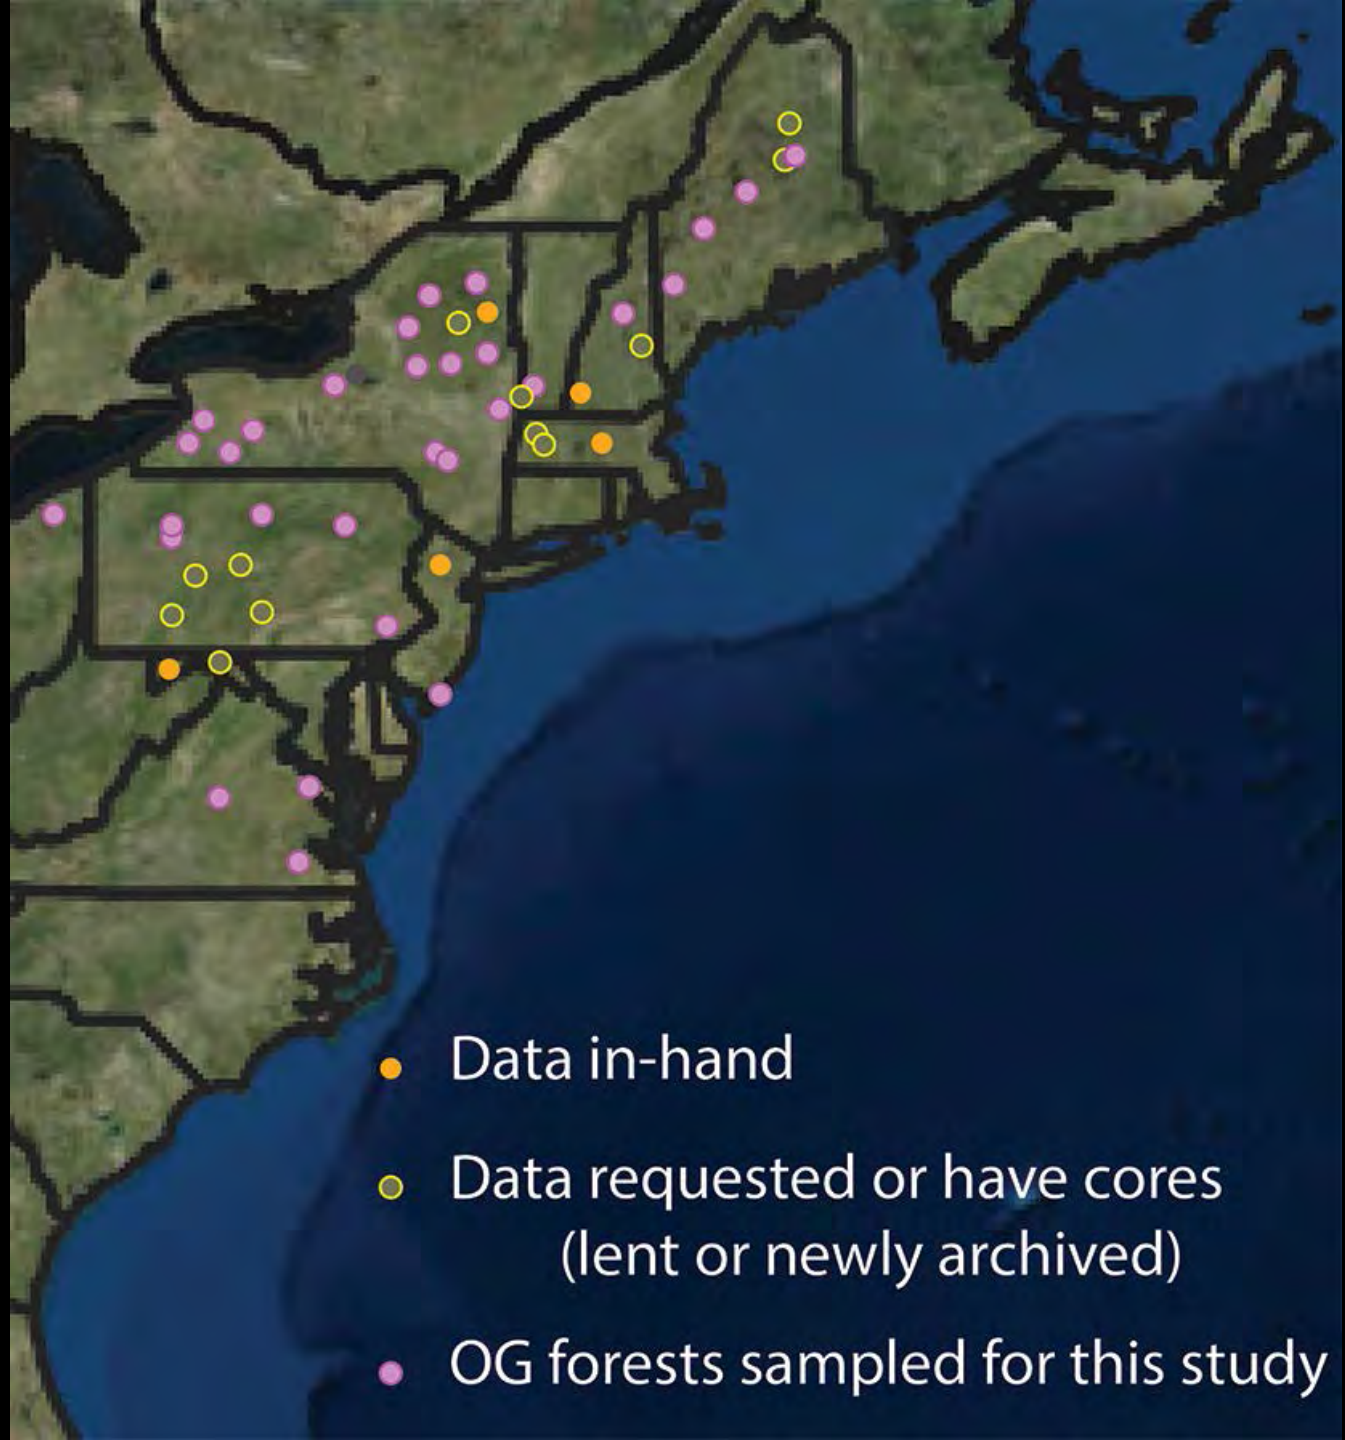 Data in-hand
Data requested or have cores
(lent or newly archived)
OG forests sampled for this study